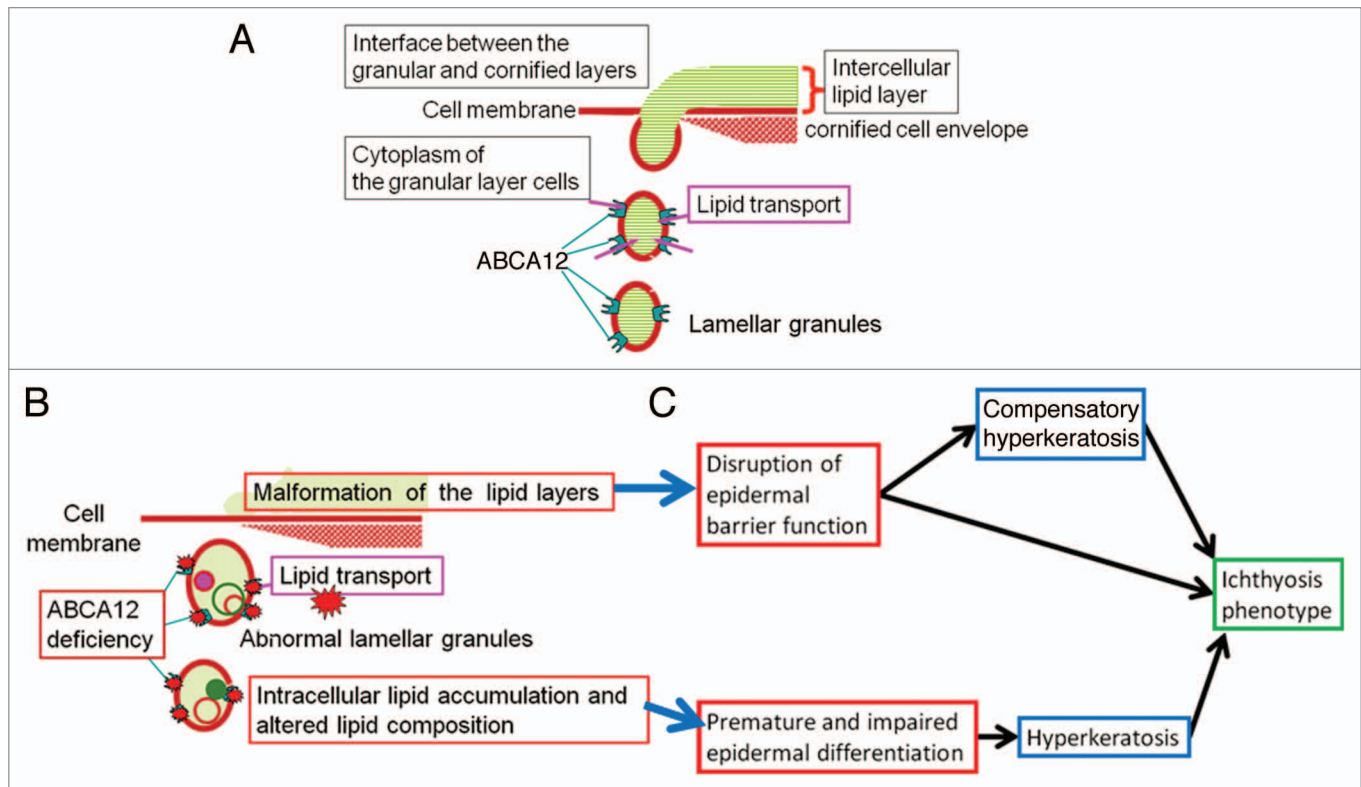 A
Interface between the
granular and cornified layers
Intercellular
lipid layer
Cell membrane
cornified cell envelope
Cytoplasm of
the granular layer cells
Lipid transport
ABCA12
Lamellar granules
B
Malformation of the lipid layers
Cell
membrane
Lipid transport
ABCA12
deficiency
Abnormal lamellar granules
Intracellular lipid accumulation and
altered lipid composition
C
Compensatory
hyperkeratosis
Disruption of
epidermal
barrier function
Ichthyosis
phenotype
Premature and impaired
epidermal differentiation
Hyperkeratosis